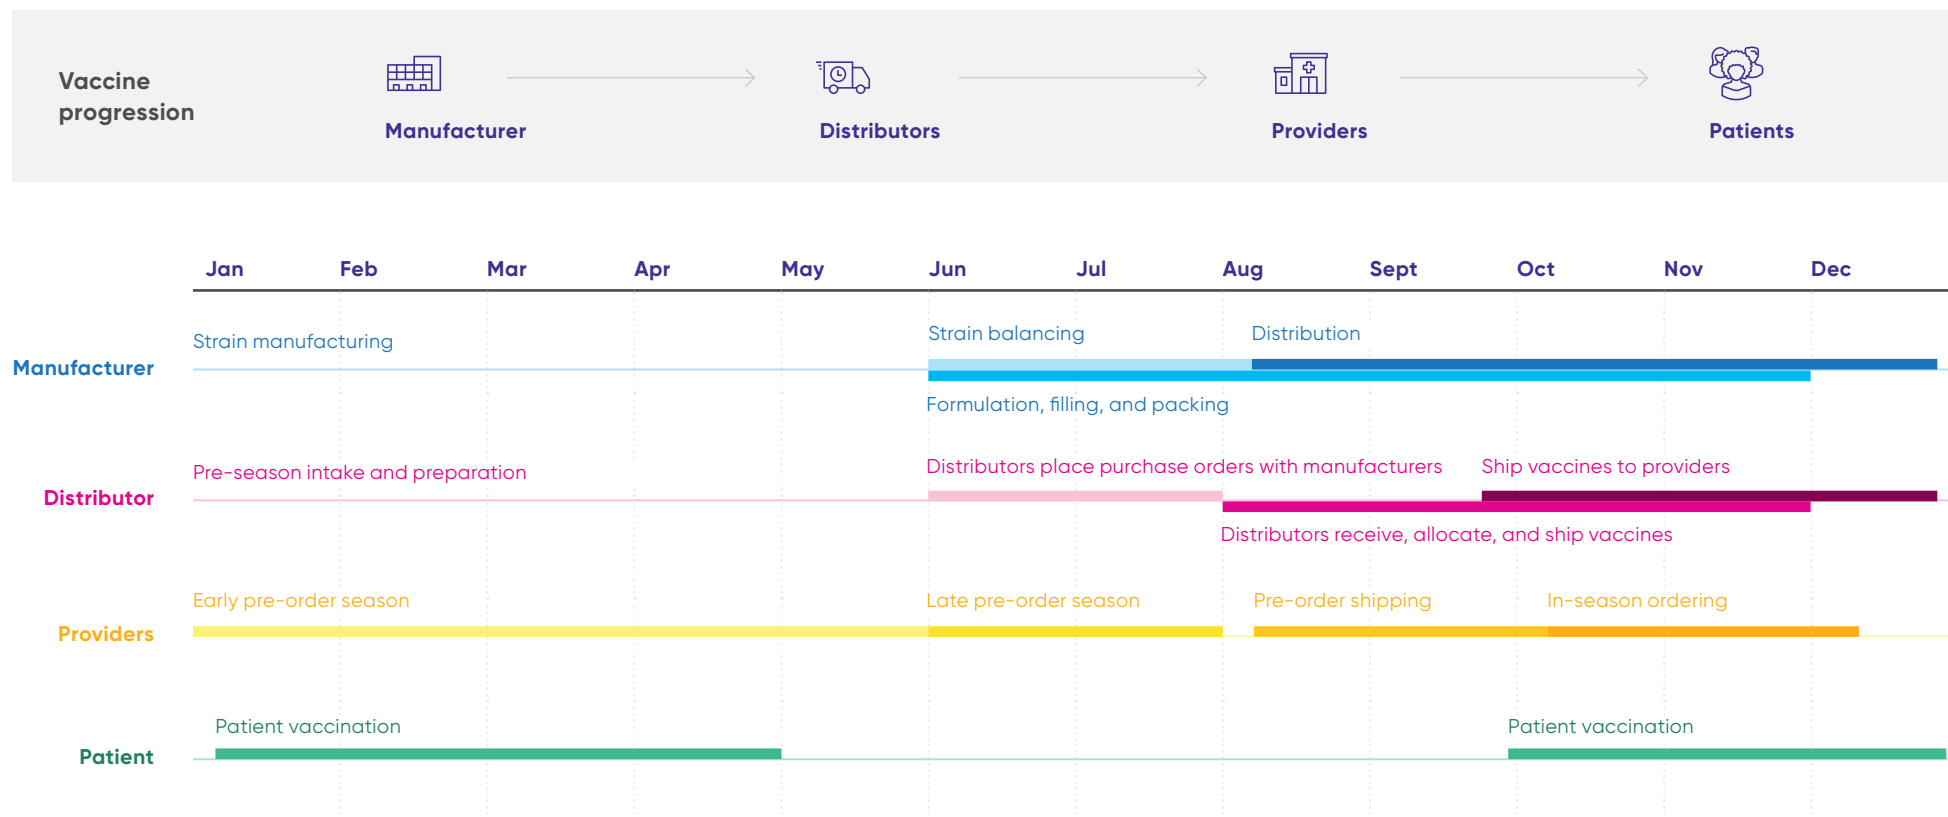 Vaccine
progression
Manufacturer
Distributors
Providers
Patients
Jan Feb Mar Apr May Jun Jul Aug Sept Oct Nov Dec
Manufacturer
Strain manufacturing
Strain balancing
Distribution
Formulation, filling, and packing
Distributor
Pre-season intake and preparation
Distributors place purchase orders with manufacturers
Ship vaccines to providers
Distributors receive, allocate, and ship vaccines
Providers
Early pre-order season
Late pre-order season
Pre-order shipping
In-season ordering
Patient
Patient vaccination
Patient vaccination